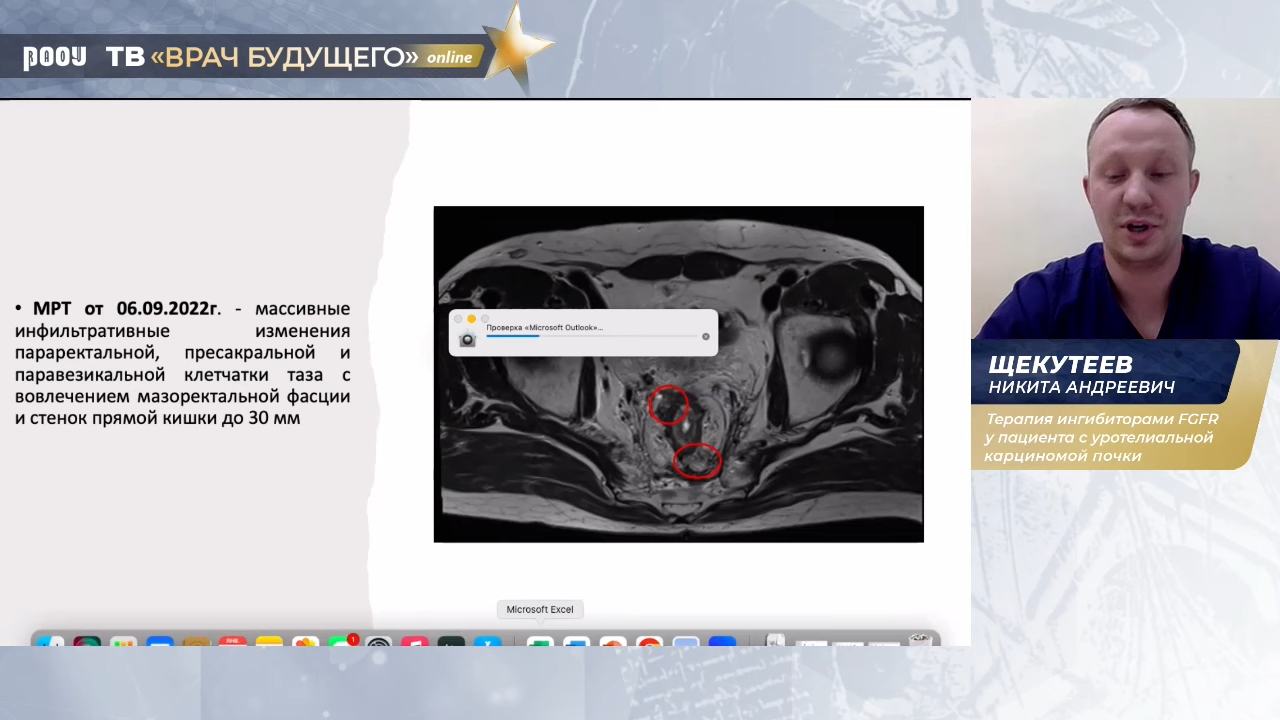 РООУ ТВ «ВРАЧ БУДУЩЕГО» online
• МРТ от 06.09.2022г. - массивные
инфильтративные изменения
параректальной, пресакральной и
паравезикальной клетчатки таза с
вовлечением мазоректальной фасции
и стенок прямой кишки до 30 мм
Проверка «Microsoft Outlook»...
Microsoft Excel
1
ЩЕКУТЕЕВ
НИКИТА АНДРЕЕВИЧ
Терапия ингибиторами FGFR
у пациента с уротелиальной
карциномой почки